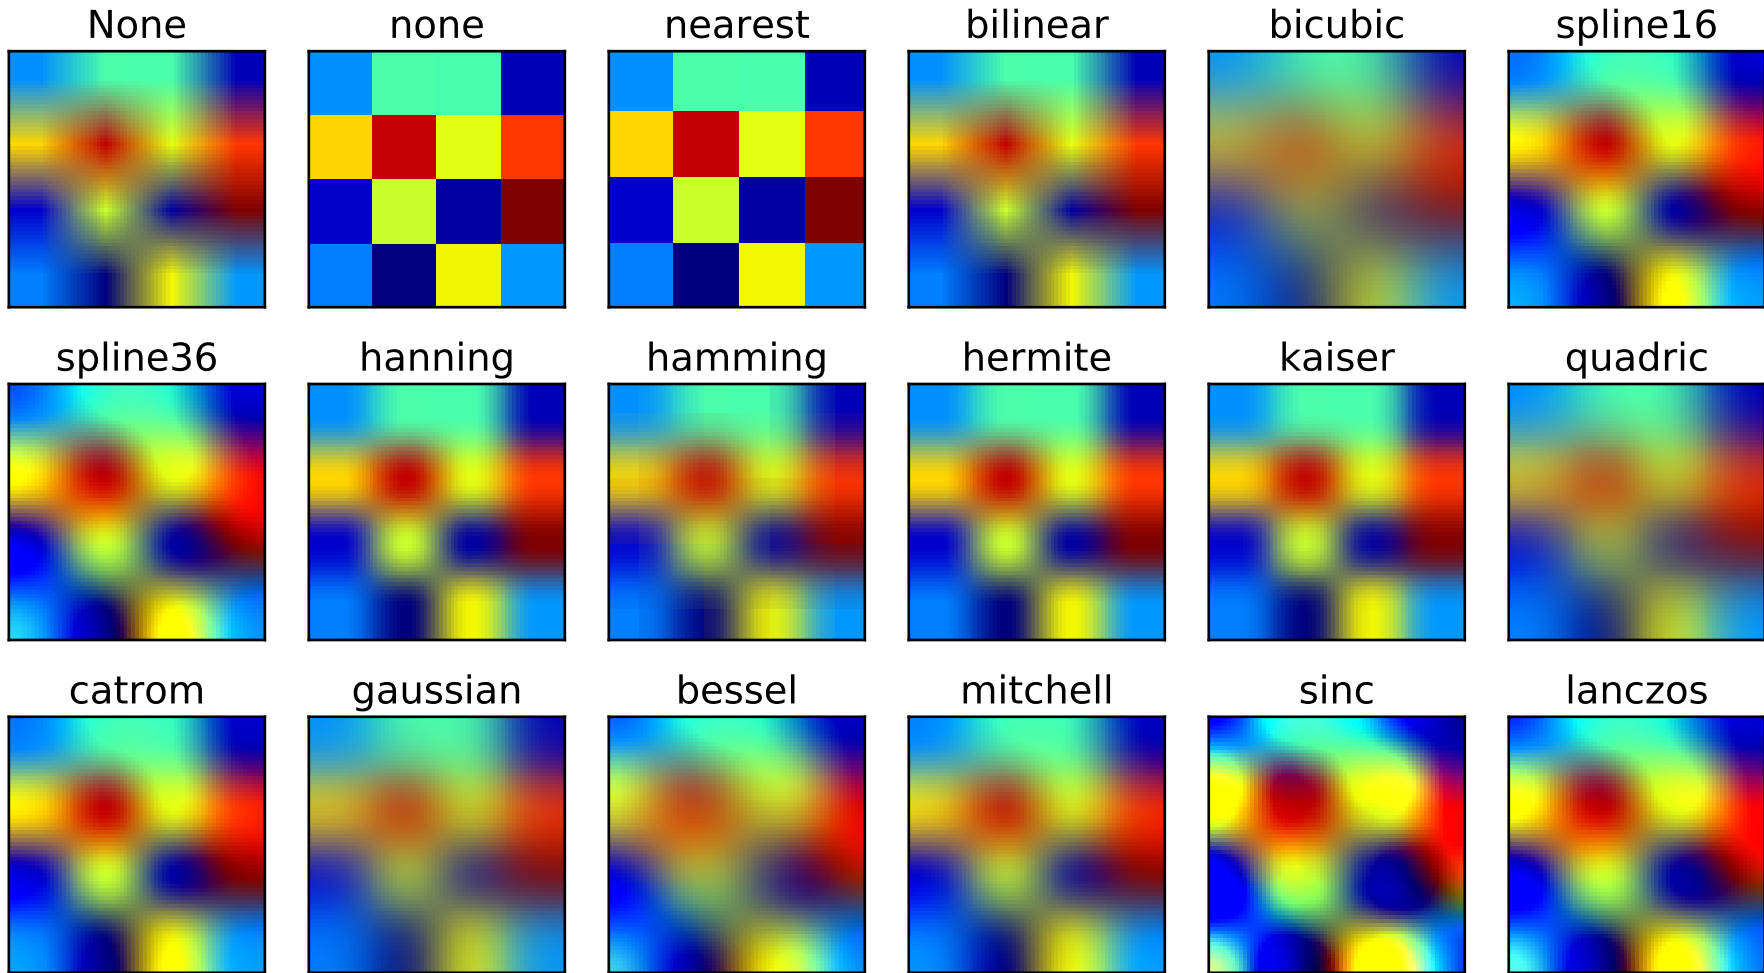 None none nearest bilinear bicubic spline16
spline36 hanning hamming hermite kaiser quadric
catrom gaussian bessel mitchell sinc lanczos